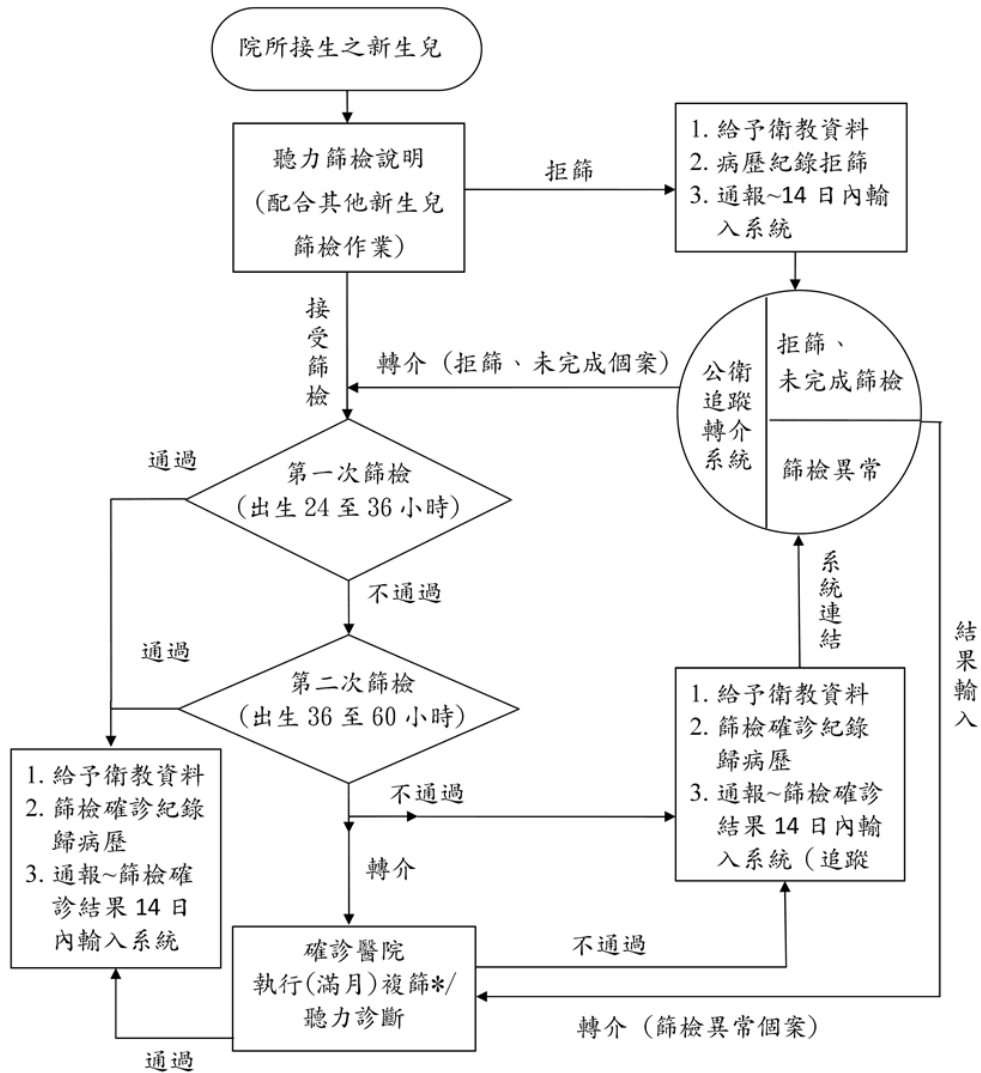 院所接生之新生兒
聽力篩檢說明
(配合其他新生兒
篩檢作業)
拒篩
1. 給予衛教資料
2. 病歷紀錄拒篩
3. 通報~14 日內輸
入系統
接受篩檢
轉介（拒篩、未完成個案）
公衛
追蹤
轉介
系統
拒篩、
未完成篩檢
篩檢異常
通過
第一次篩檢
(出生 24 至 36 小時)
不通過
系統連結
結果輸入
通過
第二次篩檢
(出生 36 至 60 小時)
不通過
1. 給予衛教資料
2. 篩檢確診紀錄
歸病歷
3. 通報~篩檢確診
結果 14 日內輸
入系統（追蹤
1. 給予衛教資料
2. 篩檢確診紀錄
歸病歷
3. 通報~篩檢確
診結果 14 日
內輸入系統
轉介
確診醫院
執行(滿月)複篩*/
聽力診斷
不通過
轉介（篩檢異常個案）
通過